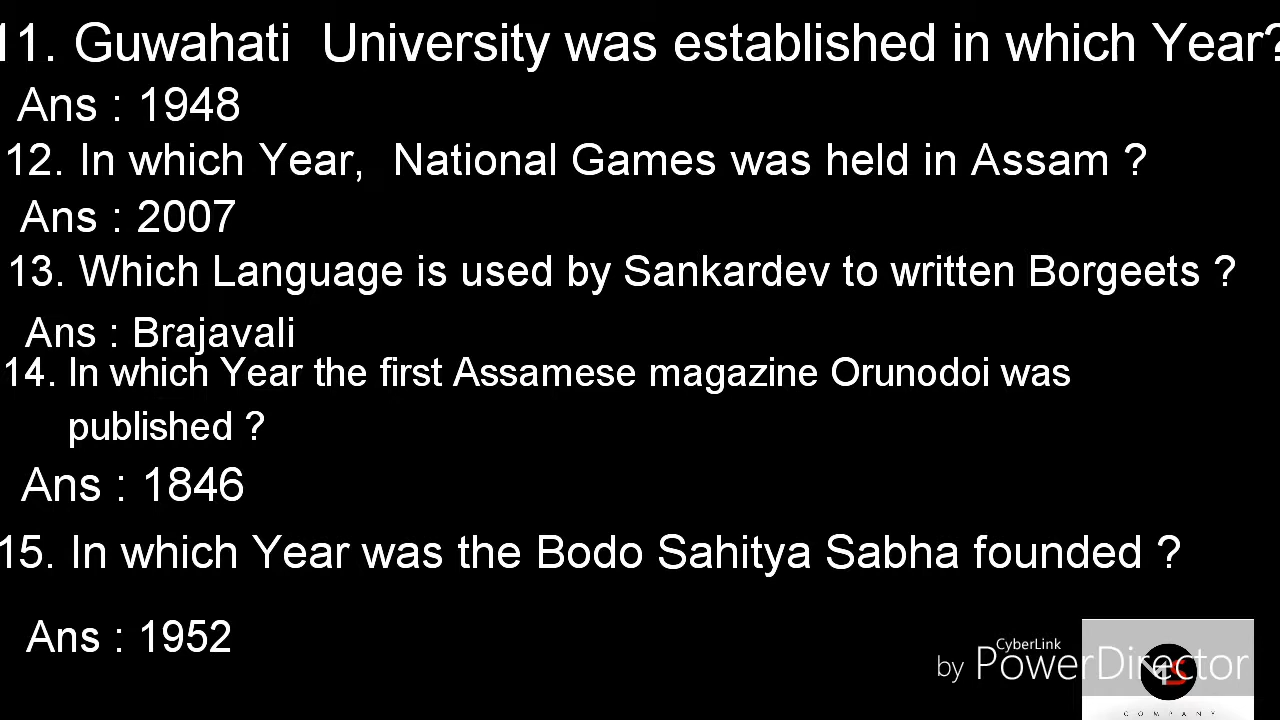 11. Guwahati University was established in which Year?
Ans : 1948
12. In which Year, National Games was held in Assam ?
Ans : 2007
13. Which Language is used by Sankardev to written Borgeets ?
Ans : Brajavali
14. In which Year the first Assamese magazine Orunodoi was
published ?
Ans : 1846
15. In which Year was the Bodo Sahitya Sabha founded ?
Ans : 1952
CyberLink
by PowerDirector
COMPANY